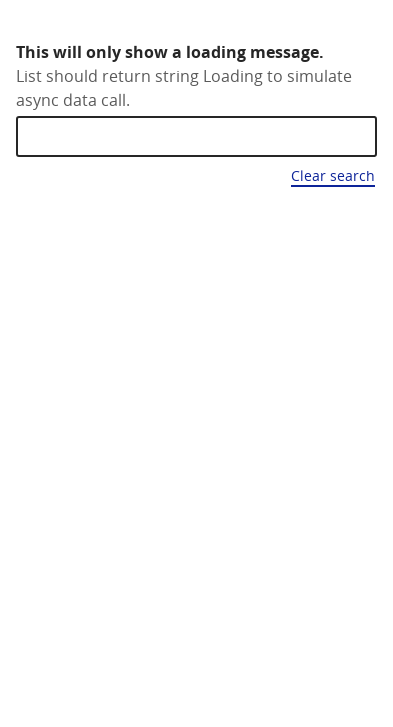 This will only show a loading message.
List should return string Loading to simulate
async data call.
Clear search